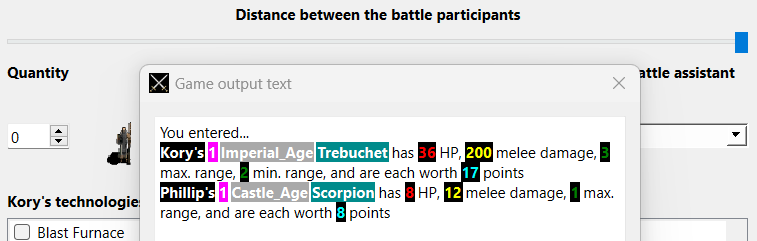 Distance between the battle participants
Quantity
attle assistant
Game output text
0
You entered...
Kory's 1 Imperial_Age Trebuchet has 36 HP, 200 melee damage, 3
max. range, 2 min. range, and are each worth 17 points
Phillip's 1 Castle_Age Scorpion has 8 HP, 12 melee damage, 1 max.
range, and are each worth 8 points
Kory's technologies
Blast Furnace